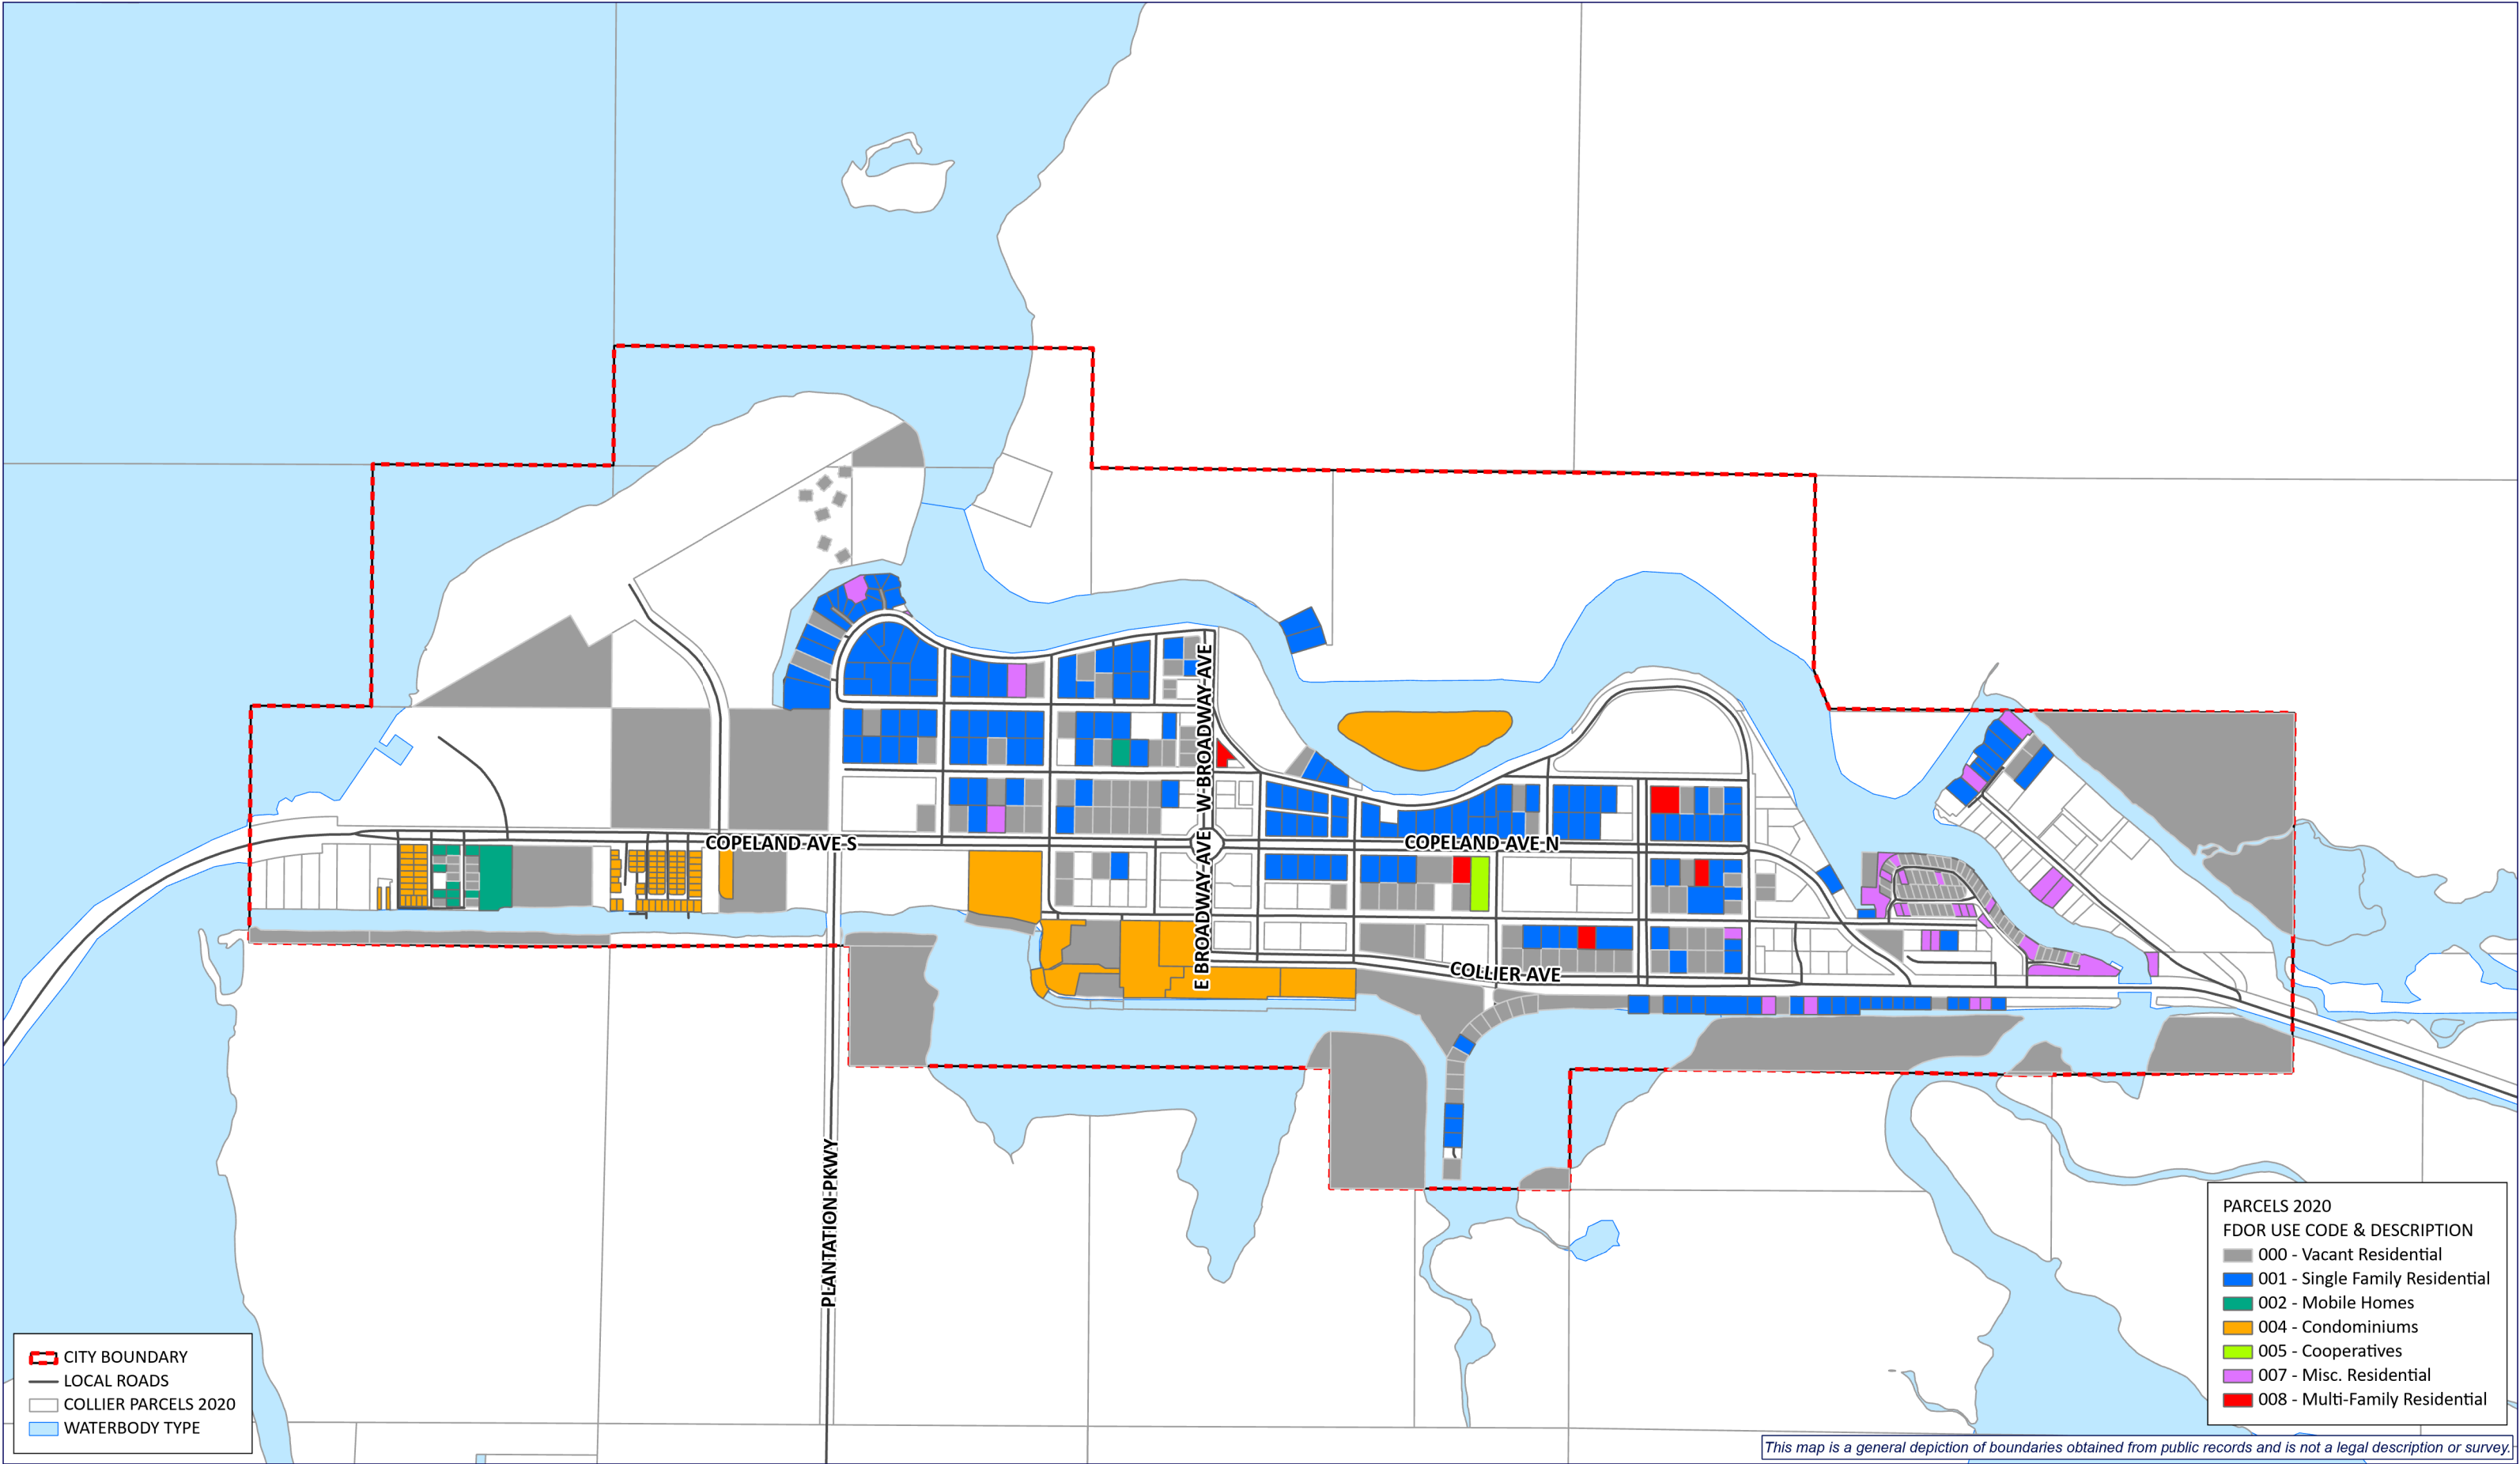 W BROADWAY AVE
E BROADWAY AVE
COPELAND AVE S
COPELAND AVE N
COLLIER AVE
PLANTATION PKWY
CITY BOUNDARY
LOCAL ROADS
COLLIER PARCELS 2020
WATERBODY TYPE
PARCELS 2020
FDOR USE CODE & DESCRIPTION
000 - Vacant Residential
001 - Single Family Residential
002 - Mobile Homes
004 - Condominiums
005 - Cooperatives
007 - Misc. Residential
008 - Multi-Family Residential
This map is a general depiction of boundaries obtained from public records and is not a legal description or survey.